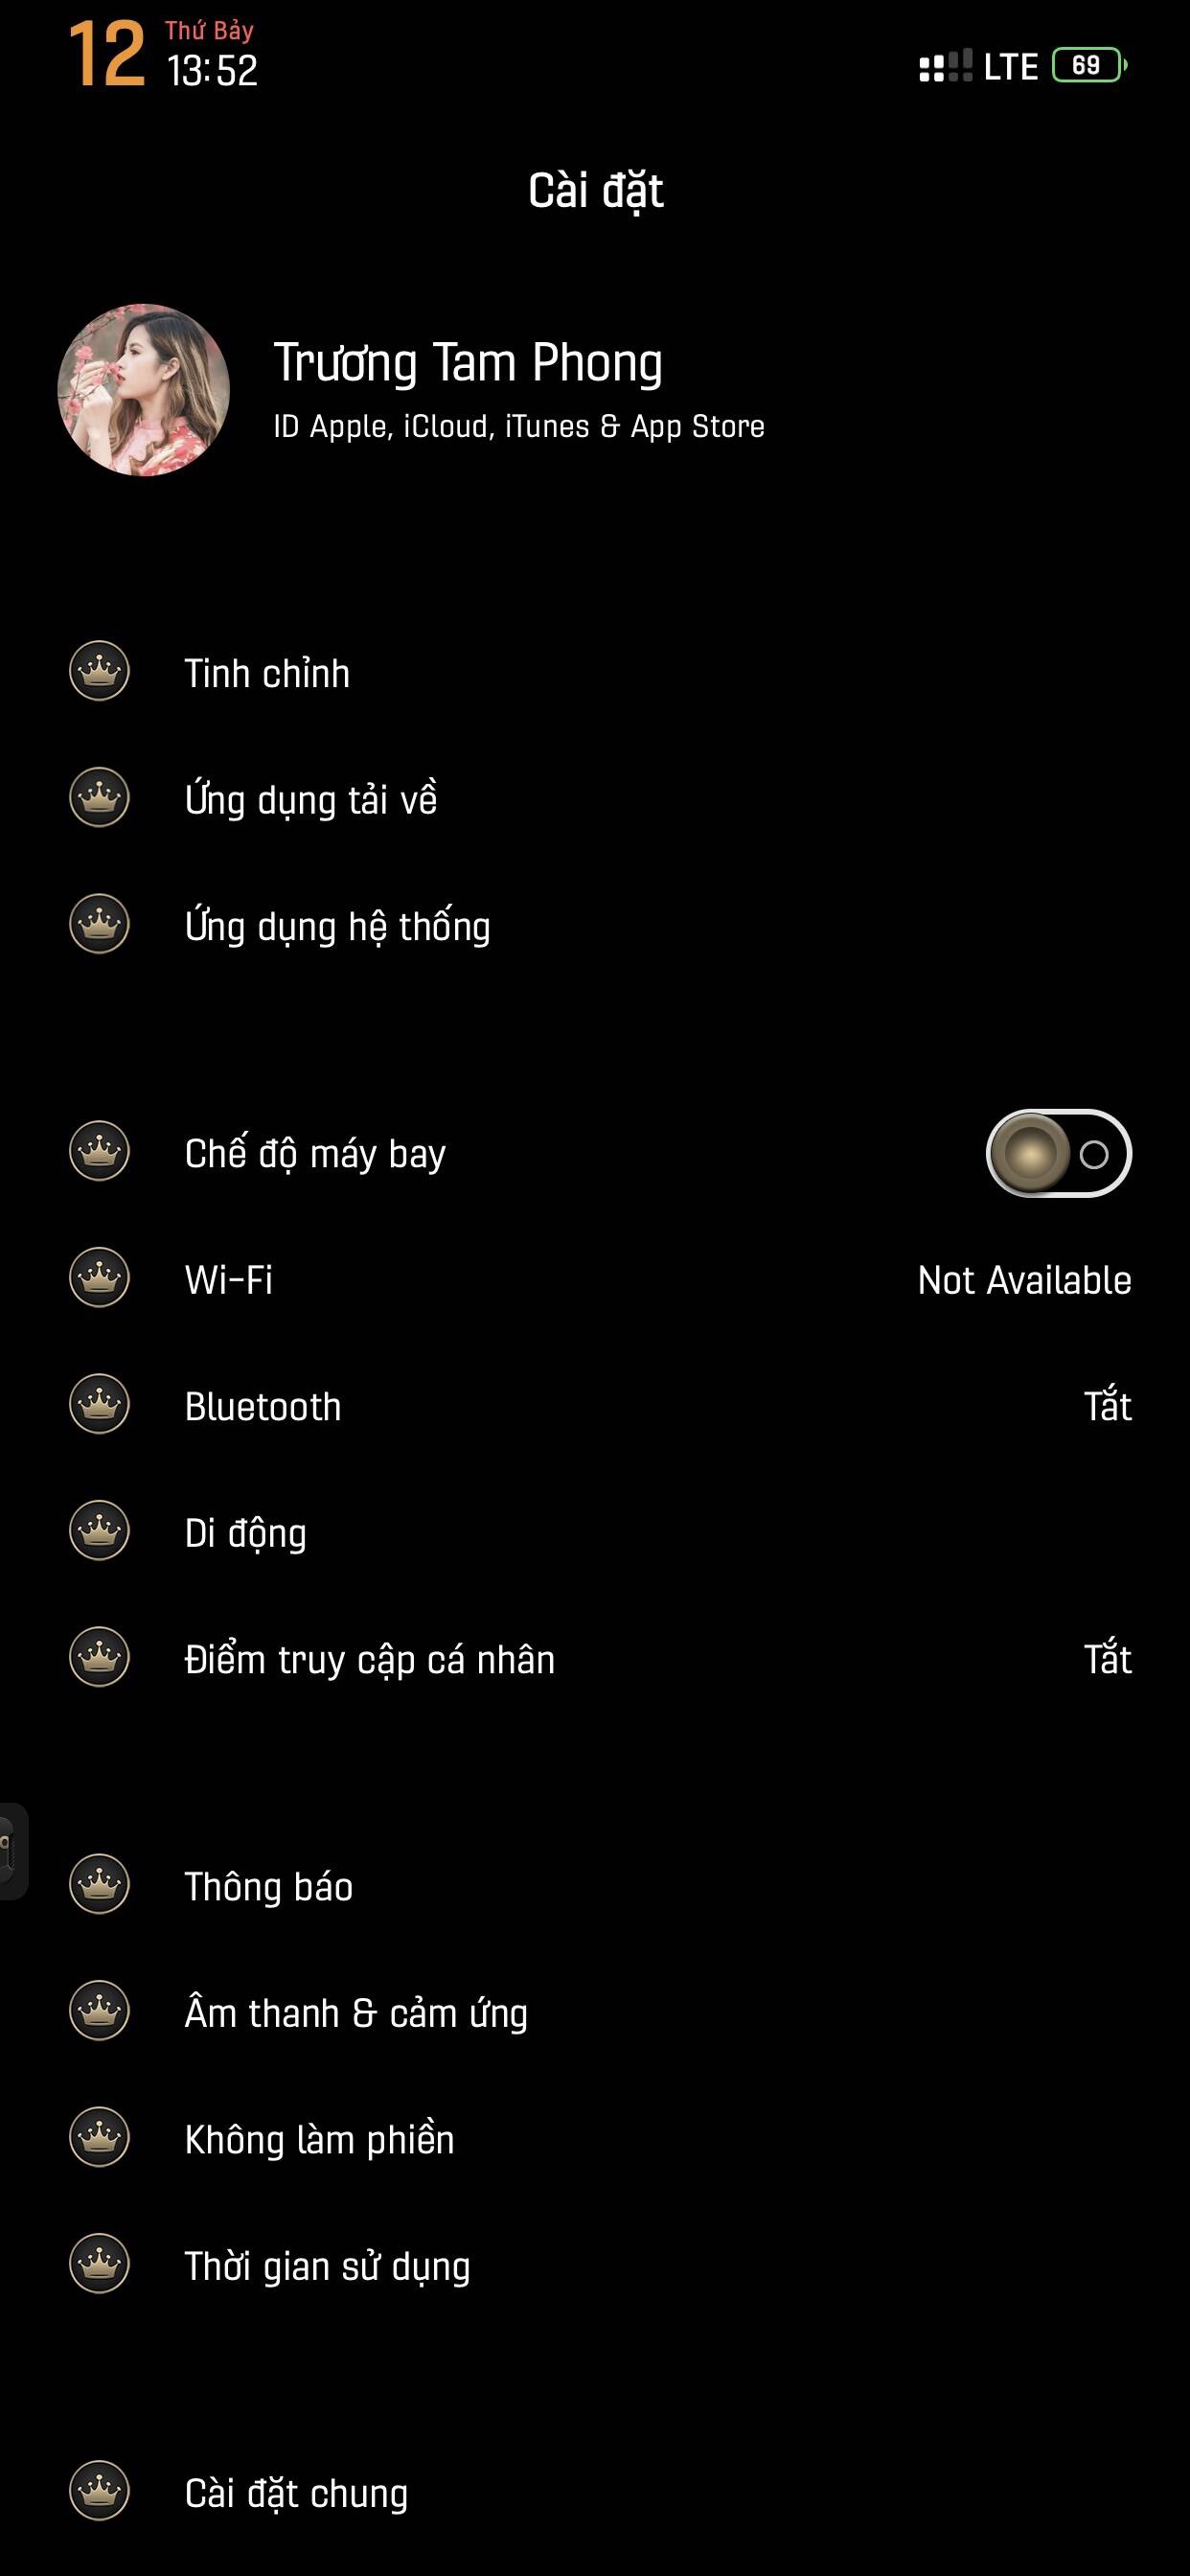 12
Thứ Bảy
13:52
LTE
69
Cài đặt
Trương Tam Phong
ID Apple, iCloud, iTunes & App Store
Tinh chỉnh
Ứng dụng tải về
Ứng dụng hệ thống
Chế độ máy bay
Wi-Fi Not Available
Bluetooth Tắt
Di động
Điểm truy cập cá nhân Tắt
Thông báo
Âm thanh & cảm ứng
Không làm phiền
Thời gian sử dụng
Cài đặt chung